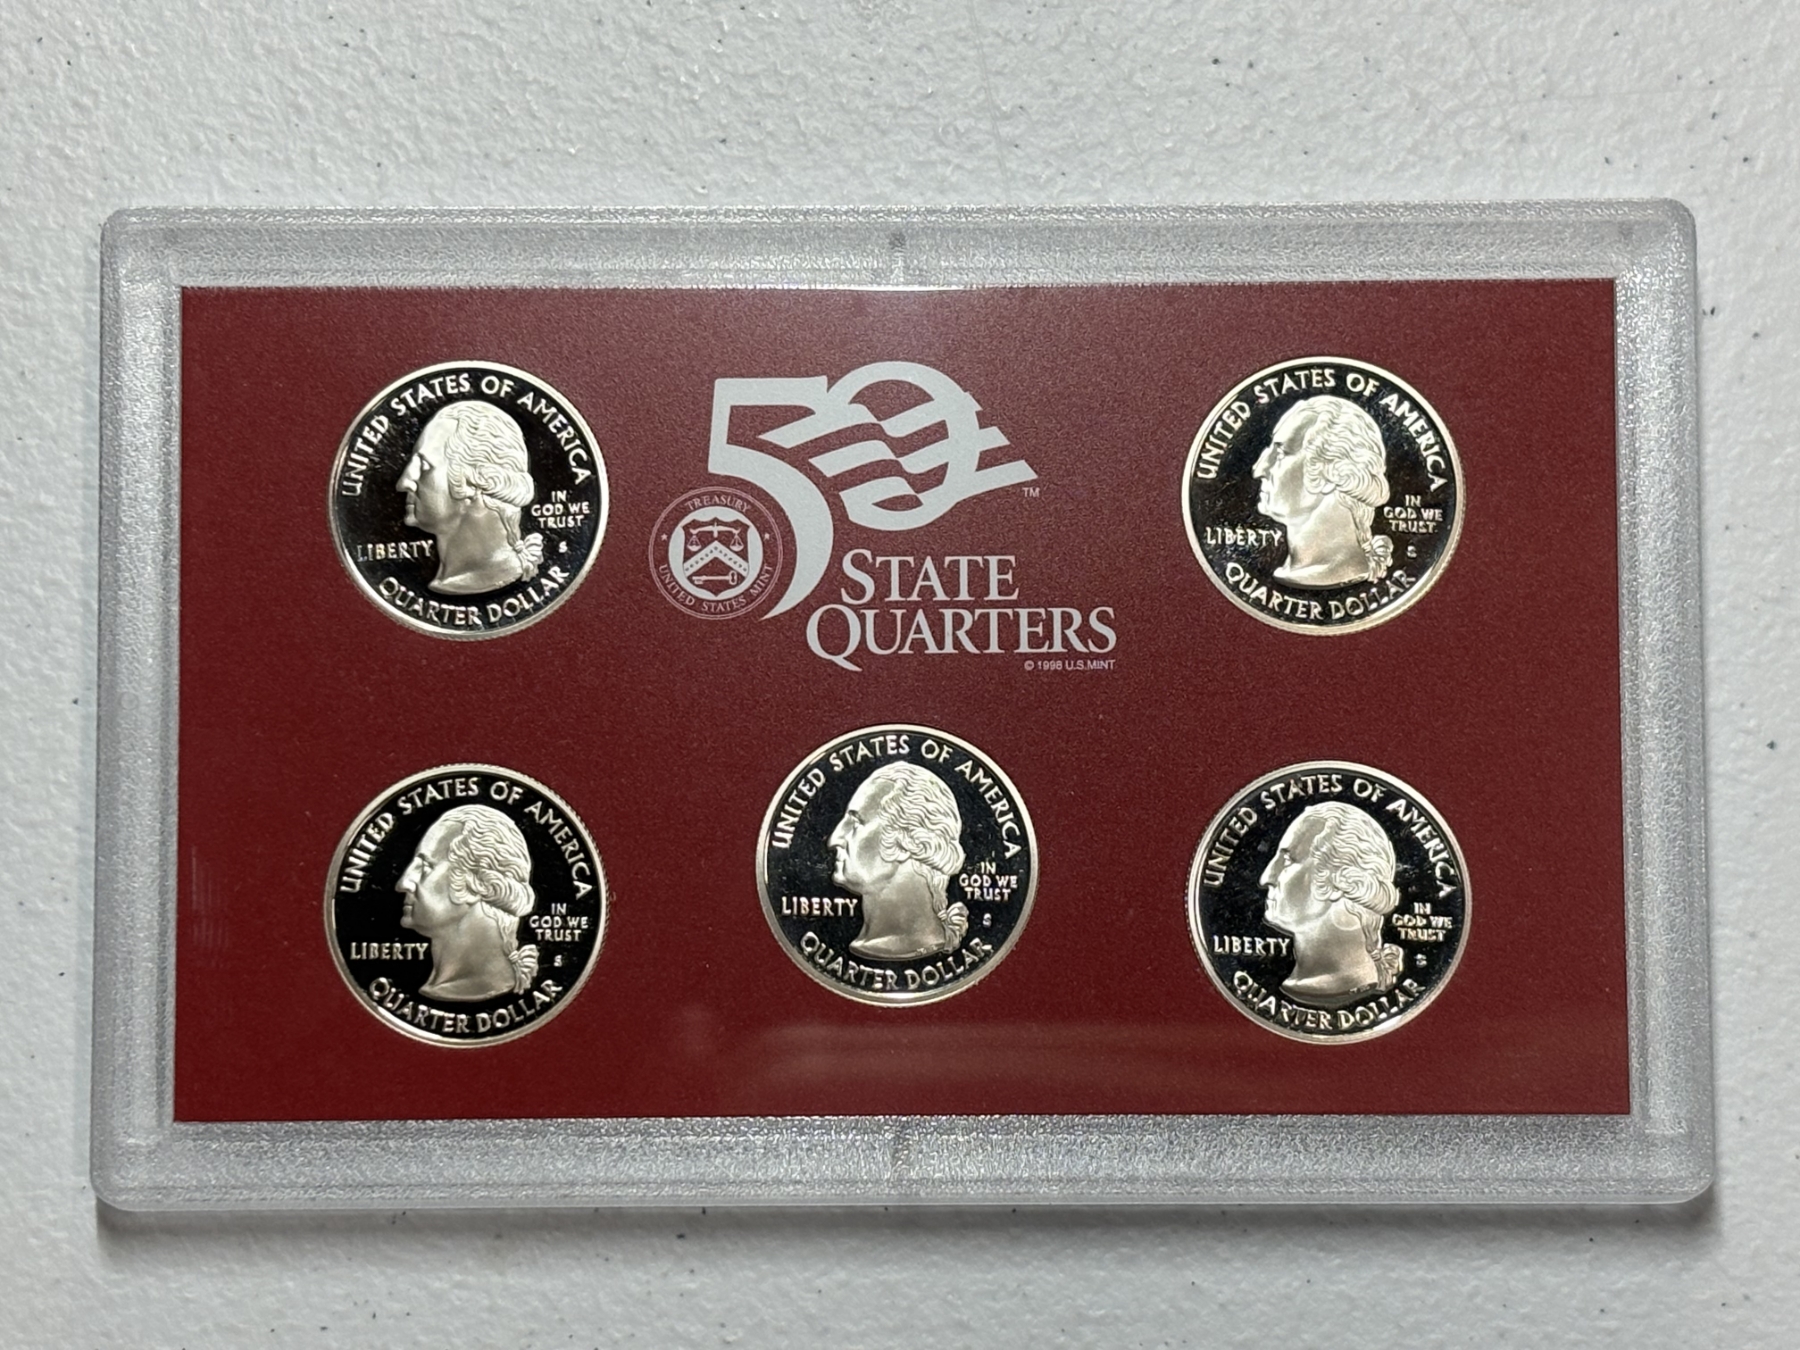 UNITED STATES OF AMERICA
IN
GOD WE
TRUST
LIBERTY
S
QUARTER DOLLAR
50
TM
TREASURY
UNITED STATES MINT
STATE
QUARTERS
© 1998 U.S. MINT
UNITED STATES OF AMERICA
IN
GOD WE
TRUST
LIBERTY
S
QUARTER DOLLAR
UNITED STATES OF AMERICA
IN
GOD WE
TRUST
LIBERTY
S
QUARTER DOLLAR
UNITED STATES OF AMERICA
IN
GOD WE
TRUST
LIBERTY
S
QUARTER DOLLAR
UNITED STATES OF AMERICA
IN
GOD WE
TRUST
LIBERTY
S
QUARTER DOLLAR